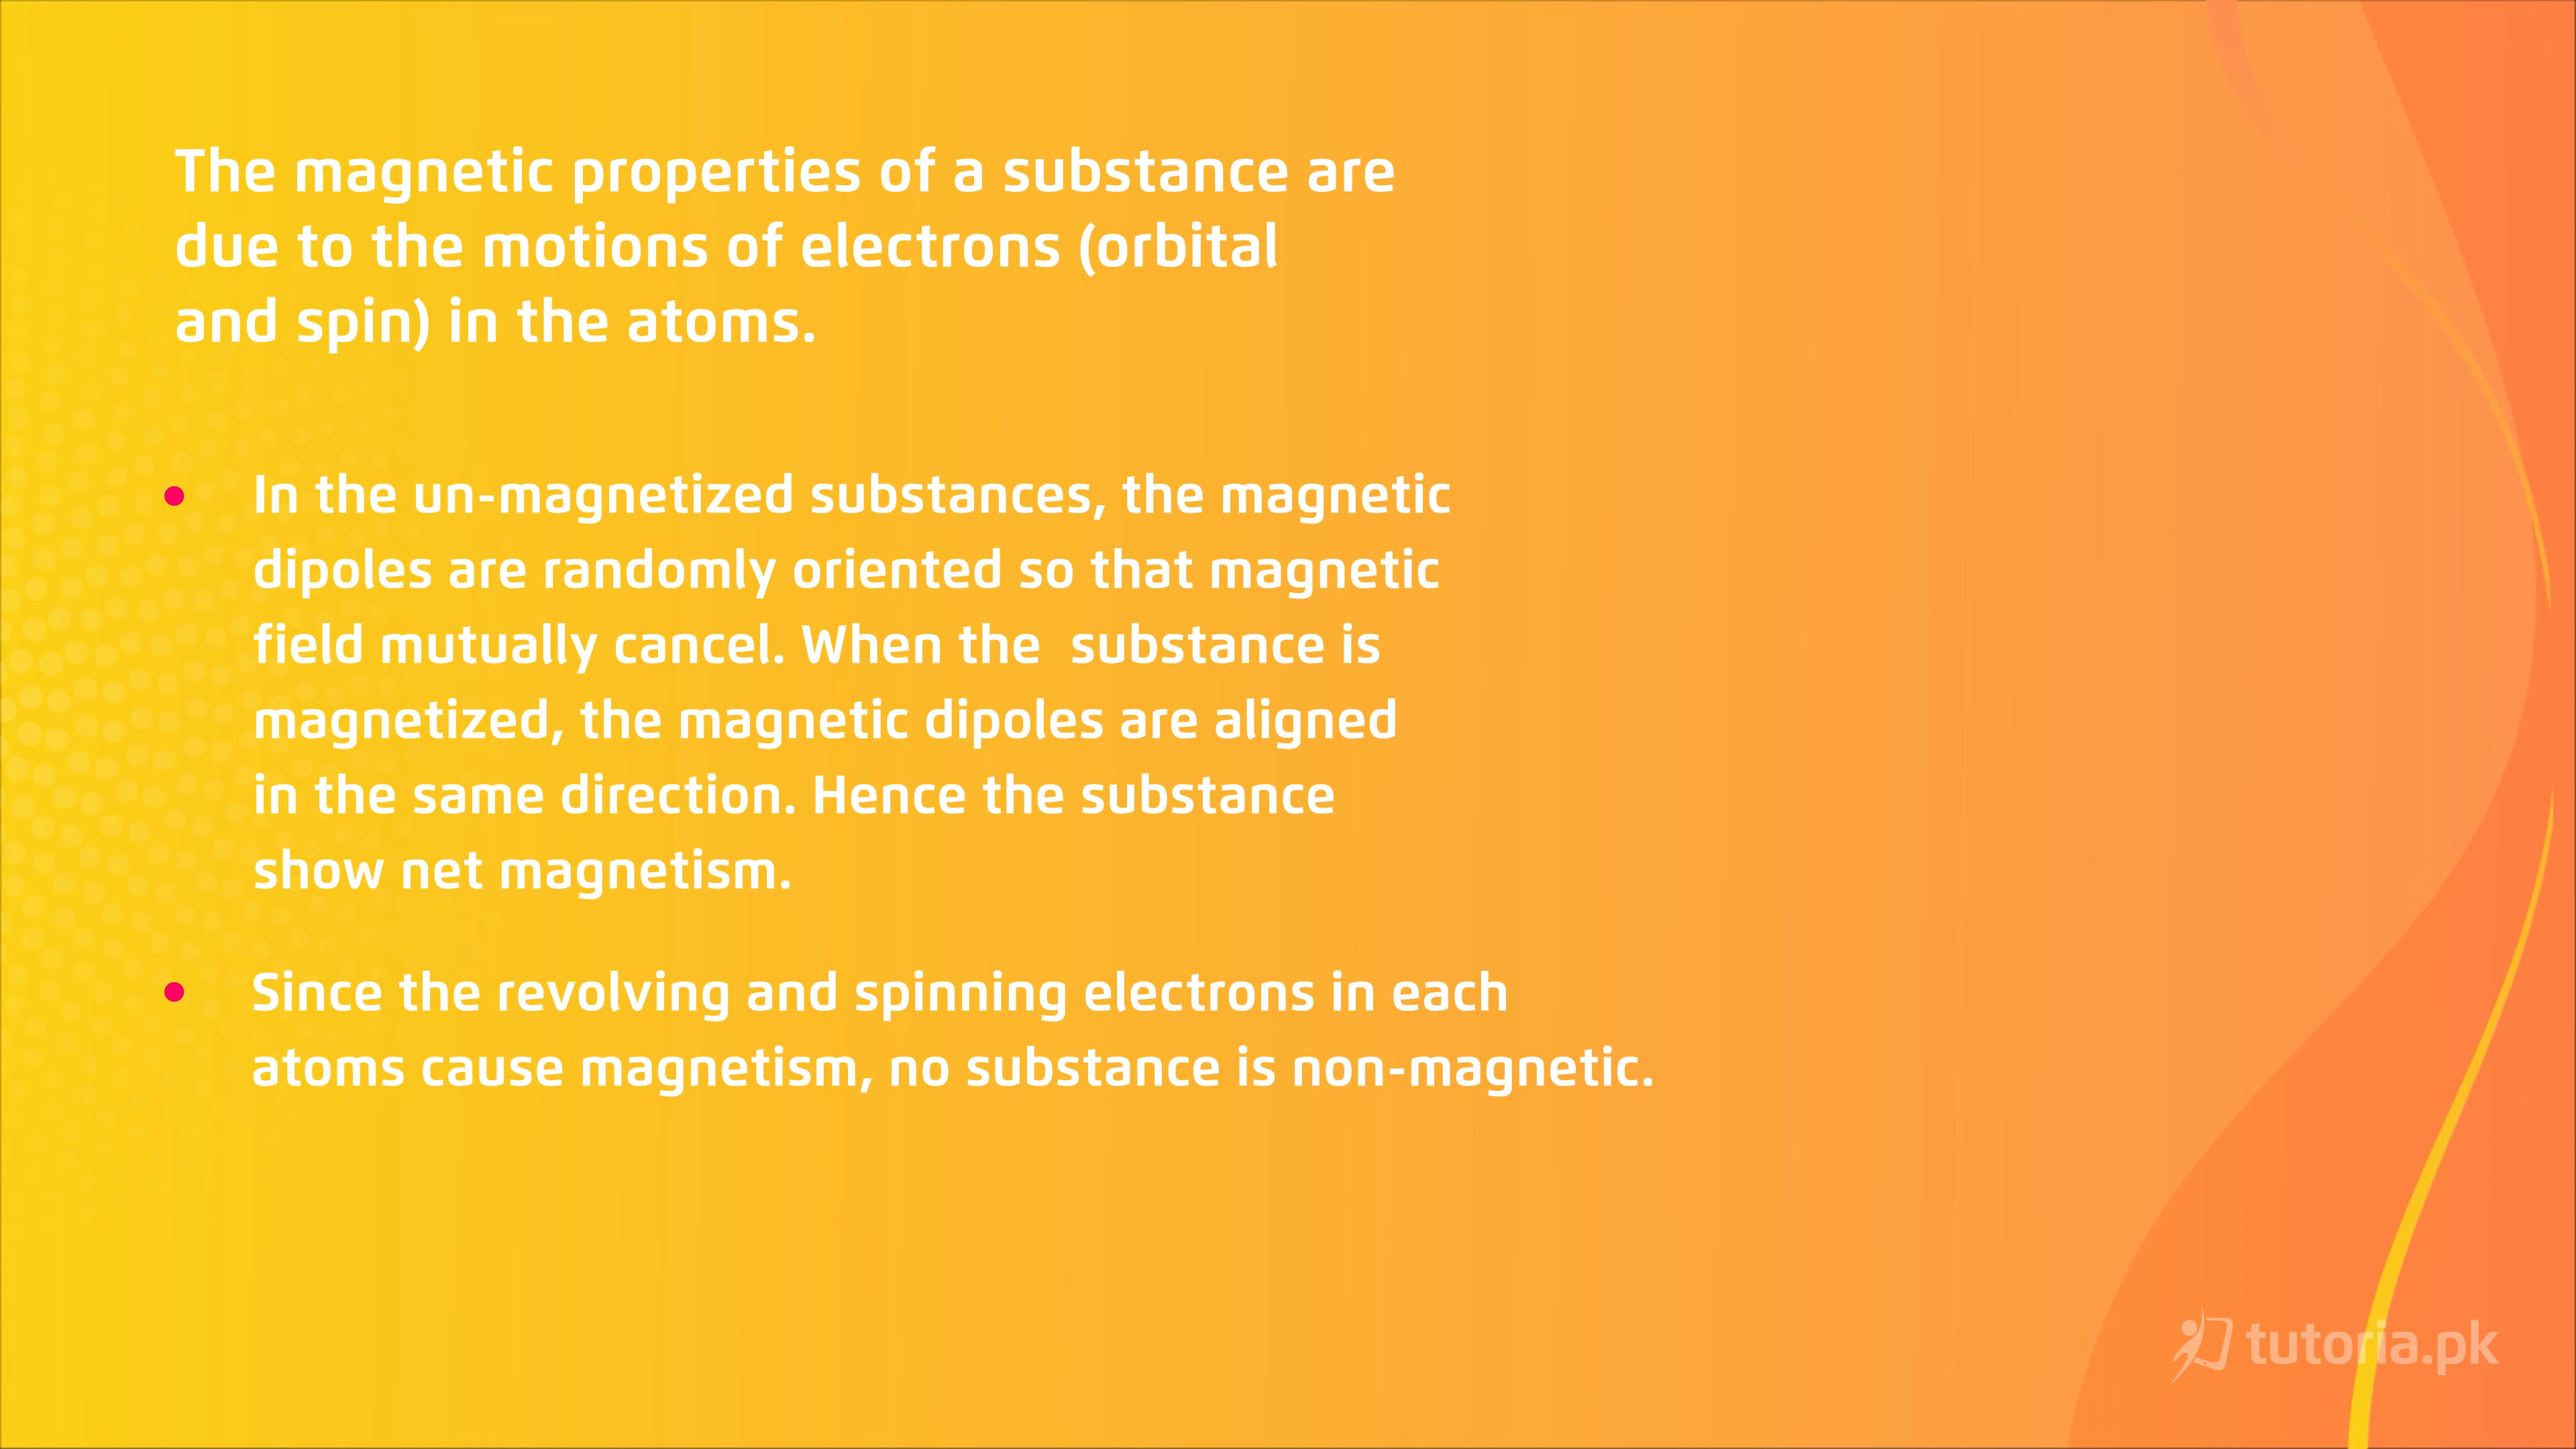 The magnetic properties of a substance are
due to the motions of electrons (orbital
and spin) in the atoms.
• In the un-magnetized substances, the magnetic
dipoles are randomly oriented so that magnetic
field mutually cancel. When the  substance is
magnetized, the magnetic dipoles are aligned
in the same direction. Hence the substance
show net magnetism.
• Since the revolving and spinning electrons in each
atoms cause magnetism, no substance is non-magnetic.
tutoria.pk